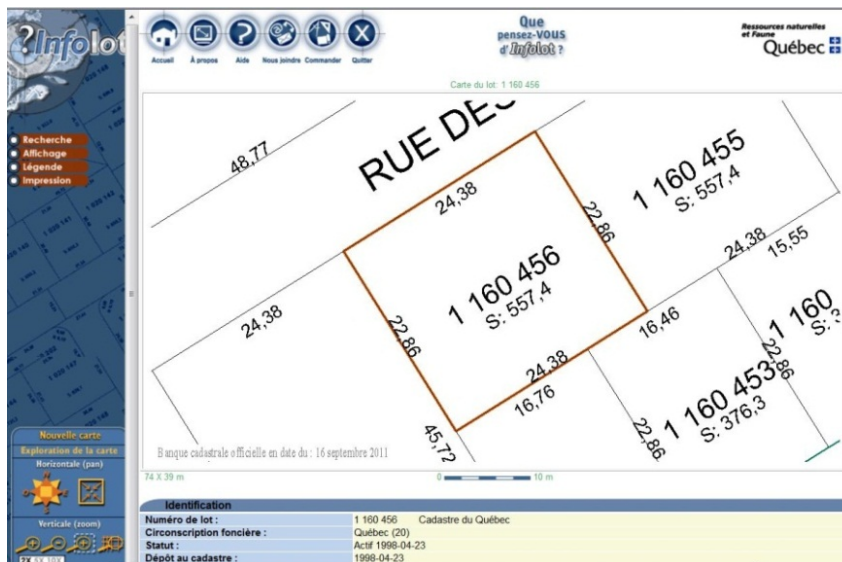 ?Infolot
Accueil
À propos
Aide
Nous joindre
Commander
Quitter
Que
pensez-VOUS
d'Infolot ?
Ressources naturelles
et Faune
Québec
Recherche
Affichage
Légende
Impression
Carte du lot: 1 160 456
48,77
RUE DES
24,38
22,86
1 160 455
S: 557,4
24,38
15,55
1 160 456
S: 557,4
24,38
22,86
24,38
16,46
1 160
S: 3
22,86
16,76
45,72
22,86
1 160 453
S: 376,3
Banque cadastrale officielle en date du : 16 septembre 2011
74 X 39 m
0
10 m
Nouvelle carte
Exploration de la carte
Horizontale (pan)
Verticale (zoom)
2X 5X 10X
Identification
Numéro de lot :
1 160 456 Cadastre du Québec
Circonscription foncière :
Québec (20)
Statut :
Actif 1998-04-23
Dépôt au cadastre :
1998-04-23